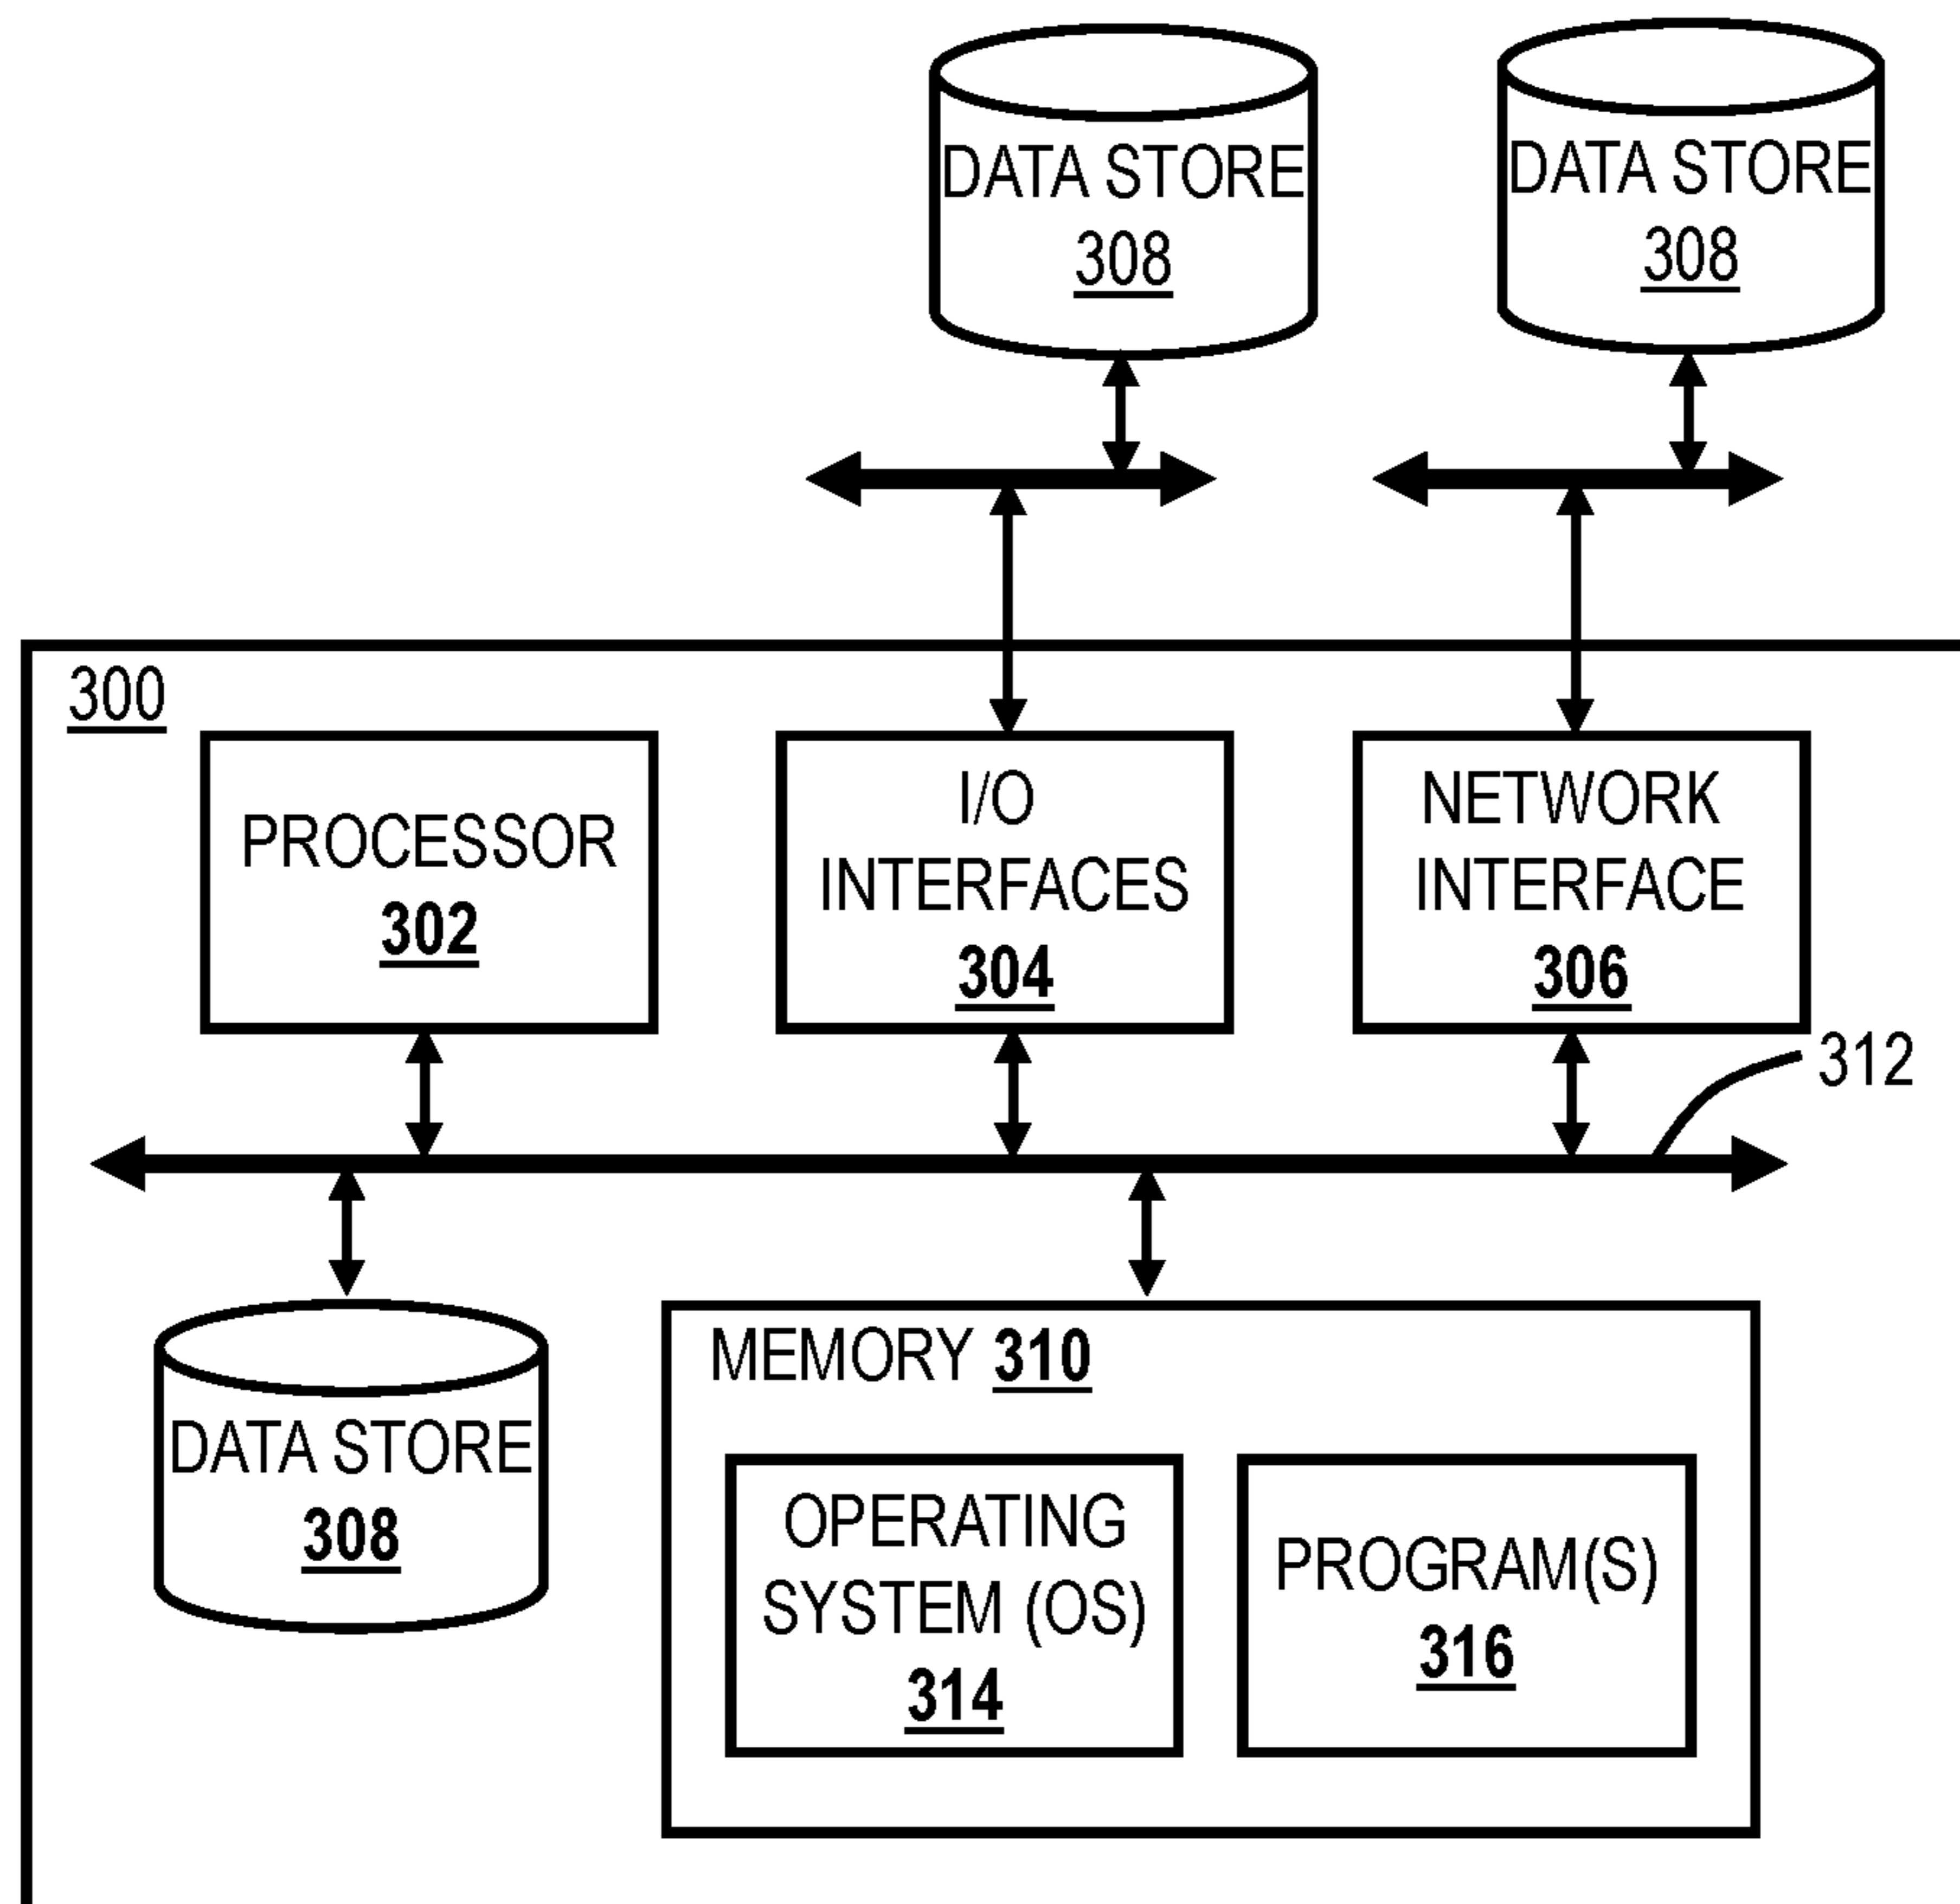 DATA STORE
308
DATA STORE
308
300
PROCESSOR
302
I/O
INTERFACES
304
NETWORK
INTERFACE
306
312
DATA STORE
308
MEMORY 310
OPERATING
SYSTEM (OS)
314
PROGRAM(S)
316